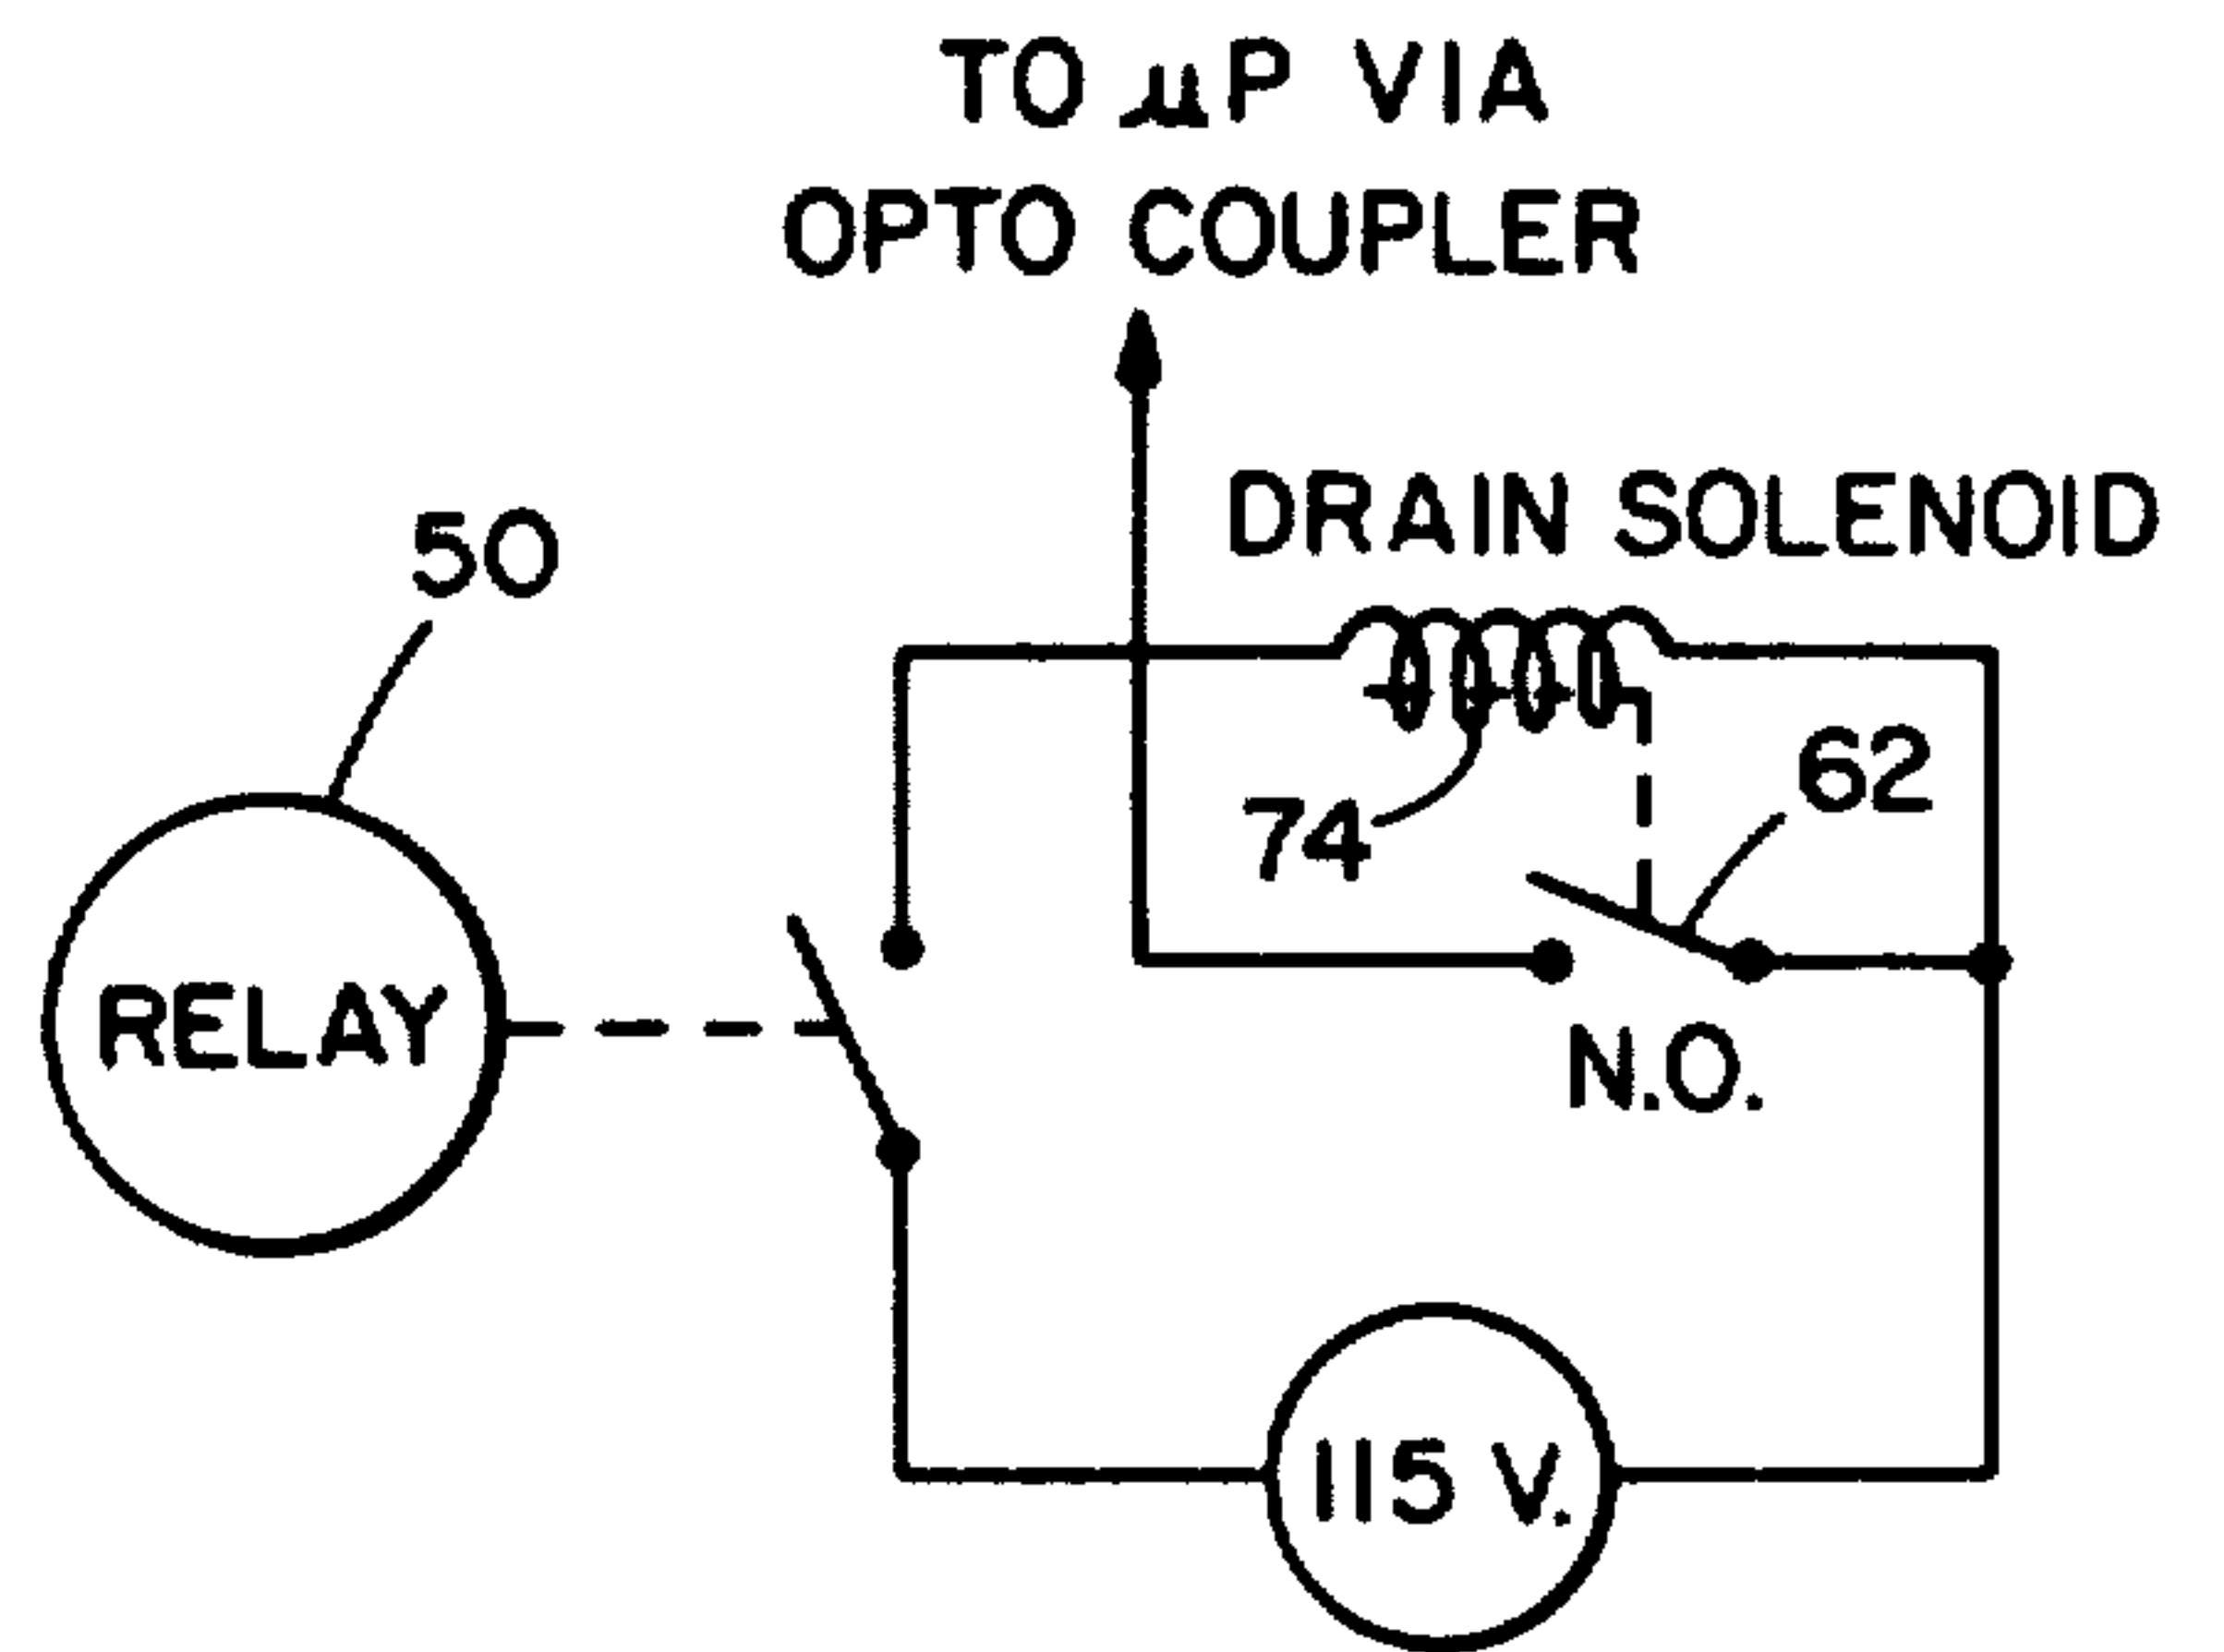 TO µP VIA
OPTO COUPLER
DRAIN SOLENOID
50
62
74
RELAY
N.O.
115 V.